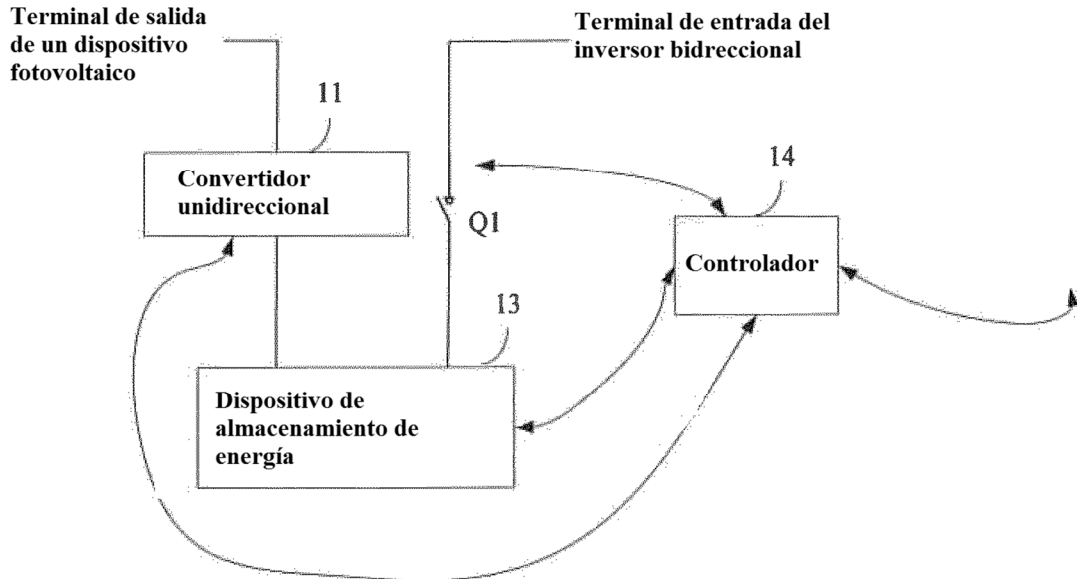 Terminal de salida
de un dispositivo
fotovoltaico
Terminal de entrada del
inversor bidreccional
11
Convertidor
unidireccional
Q1
14
Controlador
13
Dispositivo de
almacenamiento de
energía